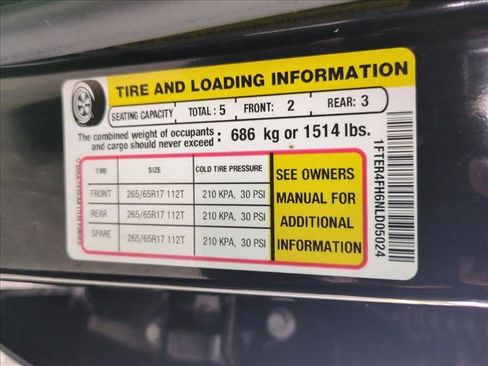 TIRE AND LOADING INFORMATION
SEATING CAPACITY TOTAL: 5 FRONT: 2 REAR: 3
The combined weight of occupants and cargo should never exceed: 686 kg or 1514 lbs.
TIRE SIZE COLD TIRE PRESSURE
FRONT 265/65R17 112T 210 KPA, 30 PSI
REAR 265/65R17 112T 210 KPA, 30 PSI
SPARE 265/65R17 112T 210 KPA, 30 PSI
SEE OWNERS
MANUAL FOR
ADDITIONAL
INFORMATION
1FTER4FH6NLD05024